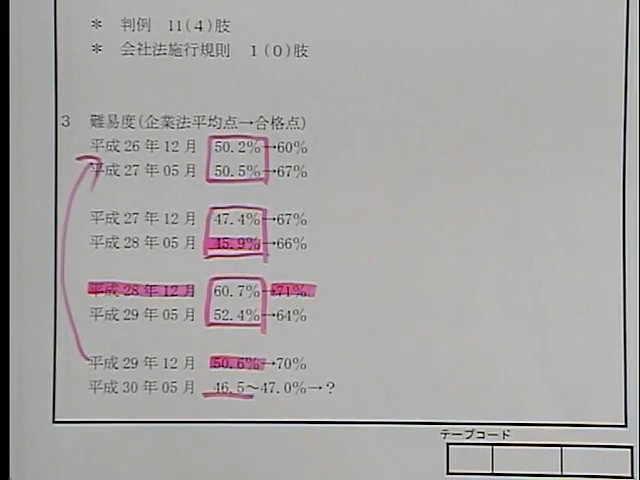 * 判例 11(4)肢
* 会社法施行規則 1(0)肢
3 難易度(企業法平均点→合格点)
平成26年12月 50.2%→60%
平成27年05月 50.5%→67%
平成27年12月 47.4%→67%
平成28年05月 45.9%→66%
平成28年12月 60.7%→71%
平成29年05月 52.4%→64%
平成29年12月 50.6%→70%
平成30年05月 46.5~47.0%→?
テープコード